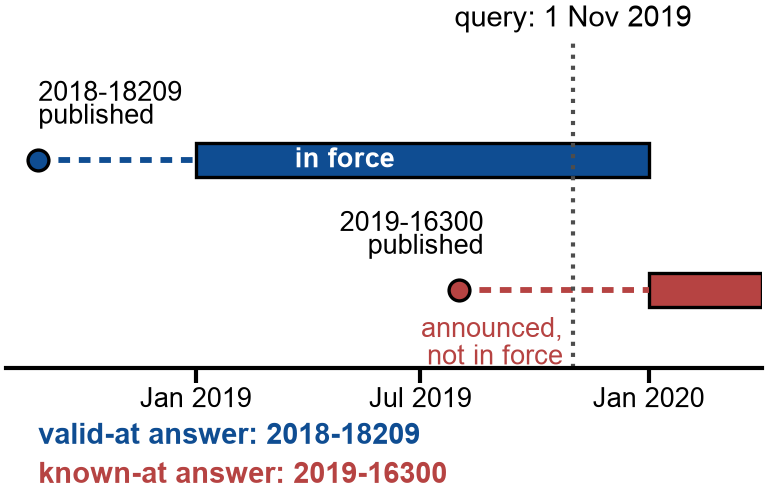 query: 1 Nov 2019
2018-18209
published
in force
2019-16300
published
announced,
not in force
Jan 2019
Jul 2019
Jan 2020
valid-at answer: 2018-18209
known-at answer: 2019-16300